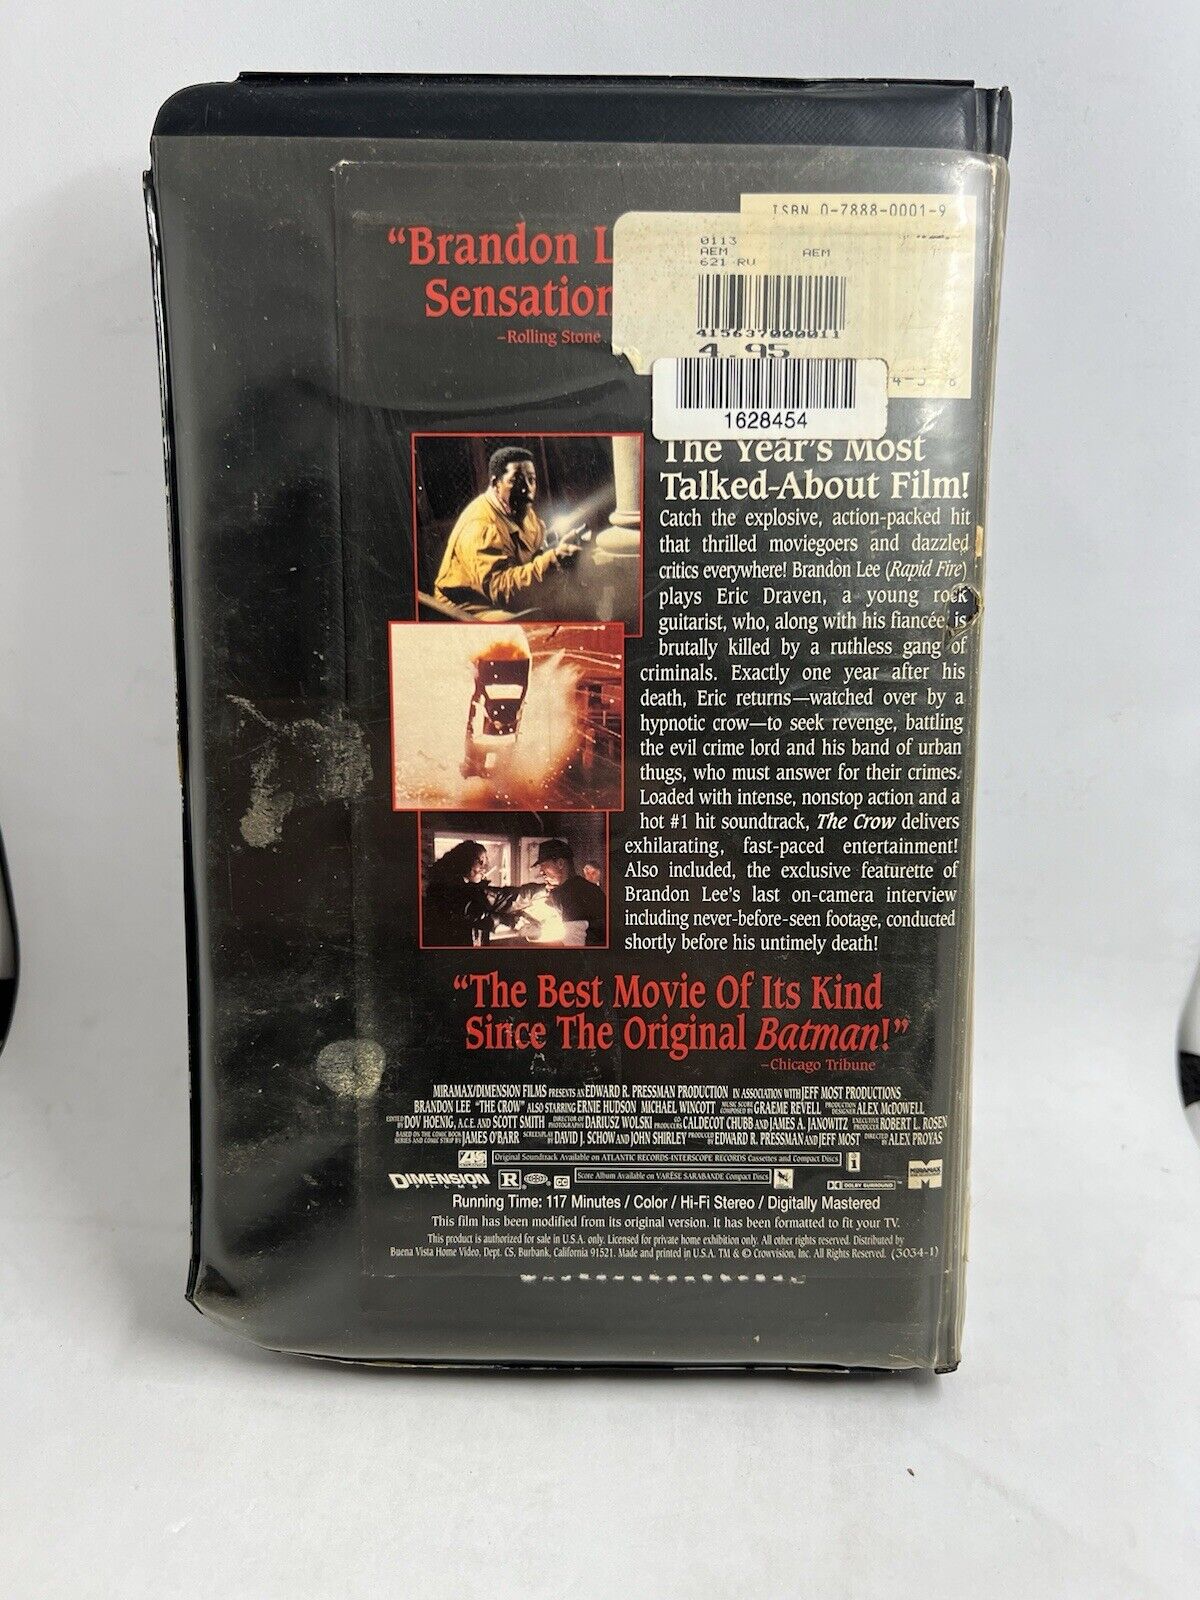 ISBN 0-7888-0001-9
"Brandon L
Sensation
–Rolling Stone
0113
AEM AEM
621 RV
415637000011
4.95
1628454
The Year's Most
Talked-About Film!
Catch the explosive, action-packed hit
that thrilled moviegoers and dazzled
critics everywhere! Brandon Lee (Rapid Fire)
plays Eric Draven, a young rock
guitarist, who, along with his fiancée, is
brutally killed by a ruthless gang of
criminals. Exactly one year after his
death, Eric returns—watched over by a
hypnotic crow—to seek revenge, battling
the evil crime lord and his band of urban
thugs, who must answer for their crimes.
Loaded with intense, nonstop action and a
hot #1 hit soundtrack, The Crow delivers
exhilarating, fast-paced entertainment!
Also included, the exclusive featurette of
Brandon Lee's last on-camera interview
including never-before-seen footage, conducted
shortly before his untimely death!
"The Best Movie Of Its Kind
Since The Original Batman!"
–Chicago Tribune
MIRAMAX/DIMENSION FILMS PRESENTS AN EDWARD R. PRESSMAN PRODUCTION IN ASSOCIATION WITH JEFF MOST PRODUCTIONS
BRANDON LEE "THE CROW" ALSO STARRING ERNIE HUDSON MICHAEL WINCOTT MUSIC SCORE COMPOSED BY GRAEME REVELL PRODUCTION DESIGNER ALEX McDOWELL
EDITED BY DOV HOENIG, A.C.E. AND SCOTT SMITH DIRECTOR OF PHOTOGRAPHY DARIUSZ WOLSKI CO PRODUCERS CALDECOT CHUBB AND JAMES A. JANOWITZ EXECUTIVE PRODUCER ROBERT L. ROSEN
BASED ON THE COMIC BOOK SERIES AND COMIC STRIP BY JAMES O'BARR SCREENPLAY BY DAVID J. SCHOW AND JOHN SHIRLEY PRODUCED BY EDWARD R. PRESSMAN AND JEFF MOST DIRECTED BY ALEX PROYAS
Original Soundtrack Available on ATLANTIC RECORDS-INTERSCOPE RECORDS Cassettes and Compact Discs
DIMENSION FILMS R CC Score Album Available on VARÈSE SARABANDE Compact Discs DOLBY SURROUND MIRAMAX
Running Time: 117 Minutes / Color / Hi-Fi Stereo / Digitally Mastered
This film has been modified from its original version. It has been formatted to fit your TV.
This product is authorized for sale in U.S.A. only. Licensed for private home exhibition only. All other rights reserved. Distributed by
Buena Vista Home Video, Dept. CS, Burbank, California 91521. Made and printed in U.S.A. TM & © Crowvision, Inc. All Rights Reserved. (3034-1)